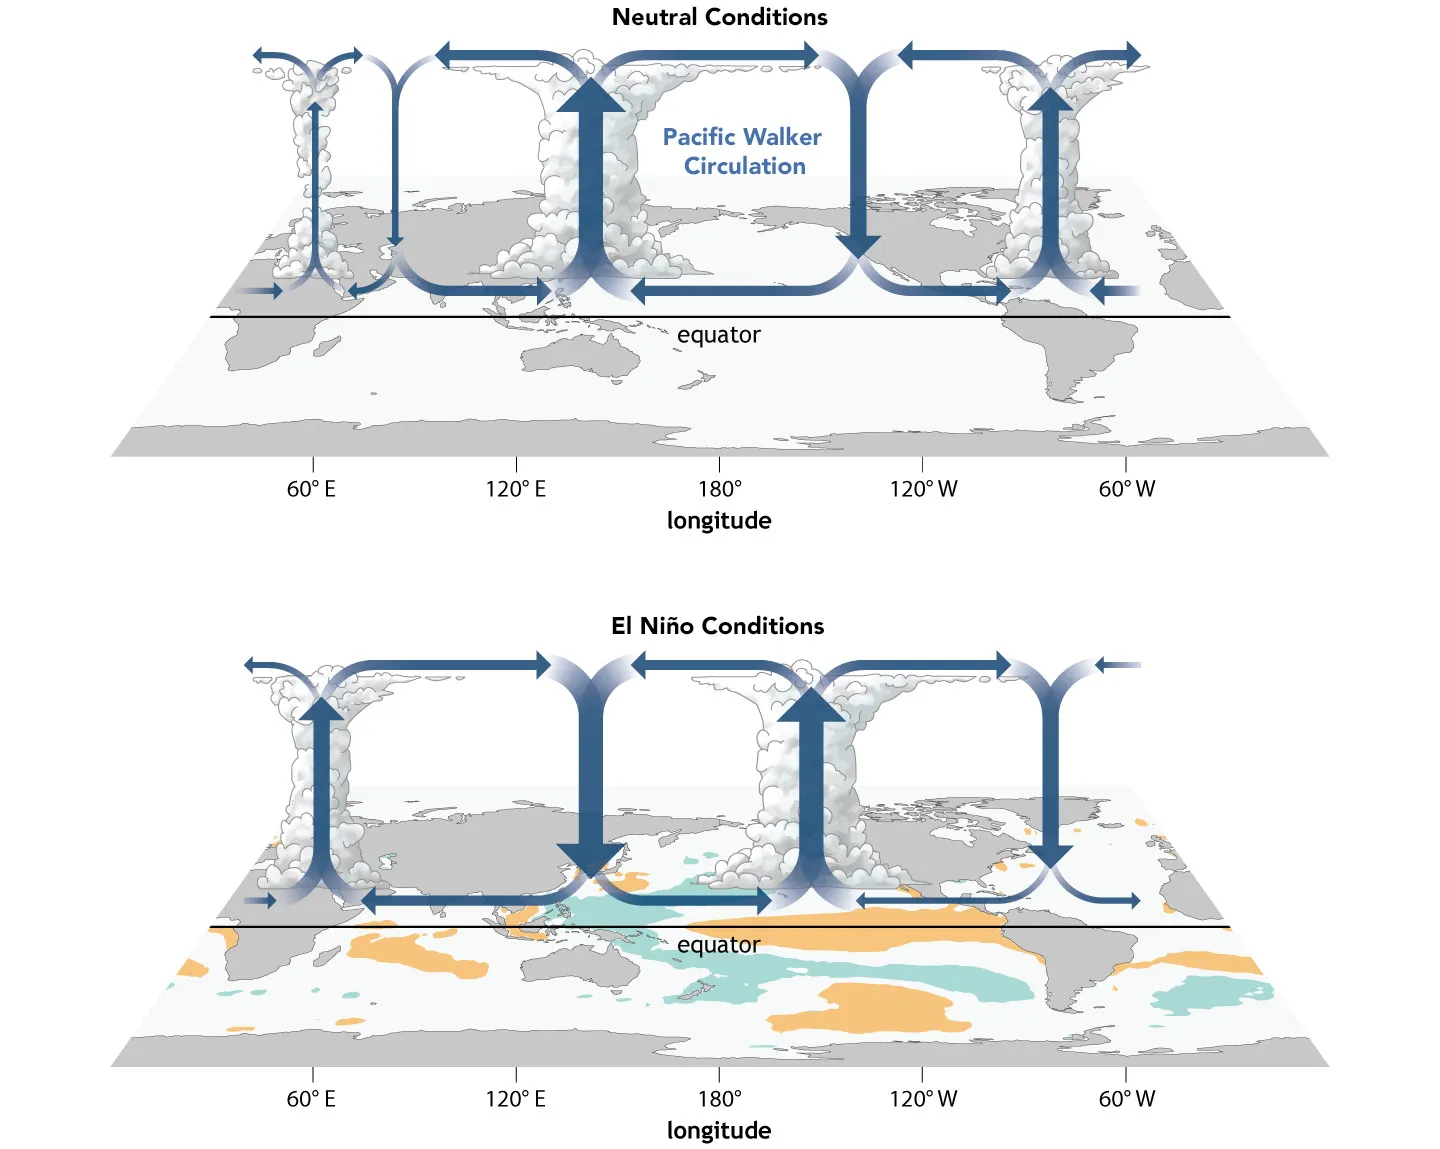 Neutral Conditions
Pacific Walker
Circulation
equator
60° E 120° E 180° 120° W 60° W
longitude
El Niño Conditions
equator
60° E 120° E 180° 120° W 60° W
longitude